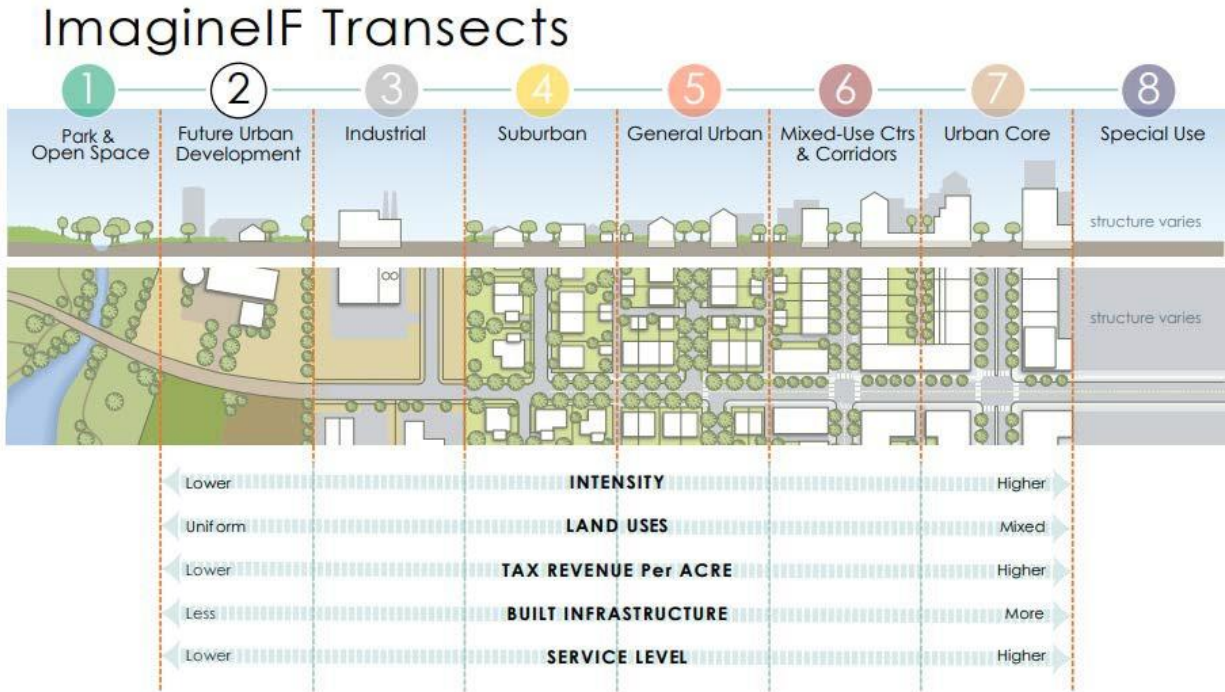 ImagineIF Transects
1
2
3
4
5
6
7
8
Park &
Open Space
Future Urban
Development
Industrial
Suburban
General Urban
Mixed-Use Ctrs
& Corridors
Urban Core
Special Use
structure varies
structure varies
Lower INTENSITY Higher
Uniform LAND USES Mixed
Lower TAX REVENUE Per ACRE Higher
Less BUILT INFRASTRUCTURE More
Lower SERVICE LEVEL Higher